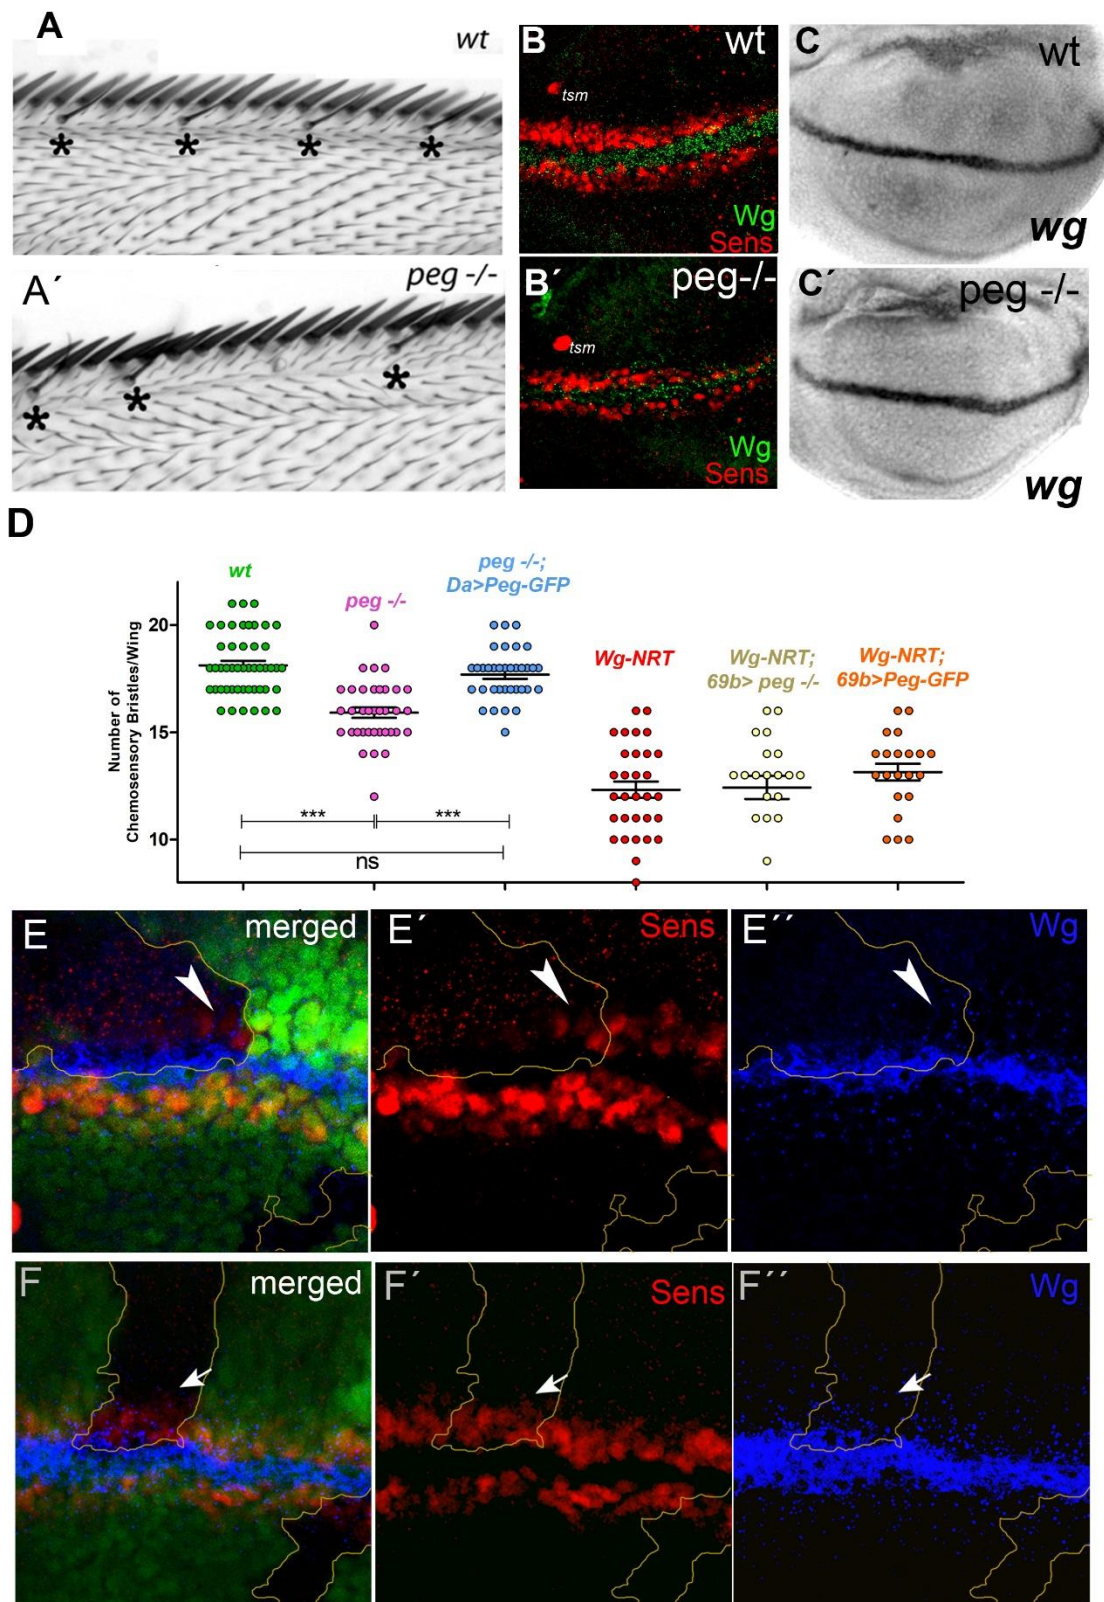 A
wt
* * * *
A´
peg -/-
* * *
B
wt
tsm
Wg
Sens
B´
peg-/-
tsm
Wg
Sens
C
wt
wg
C´
peg -/-
wg
D
Number of
Chemosensory Bristles/Wing
20
15
10
wt
peg -/-
peg -/-;
Da>Peg-GFP
Wg-NRT
Wg-NRT;
69b> peg -/-
Wg-NRT;
69b>Peg-GFP
*** ***
ns
E
merged
E´
Sens
E´´
Wg
F
merged
F´
Sens
F´´
Wg